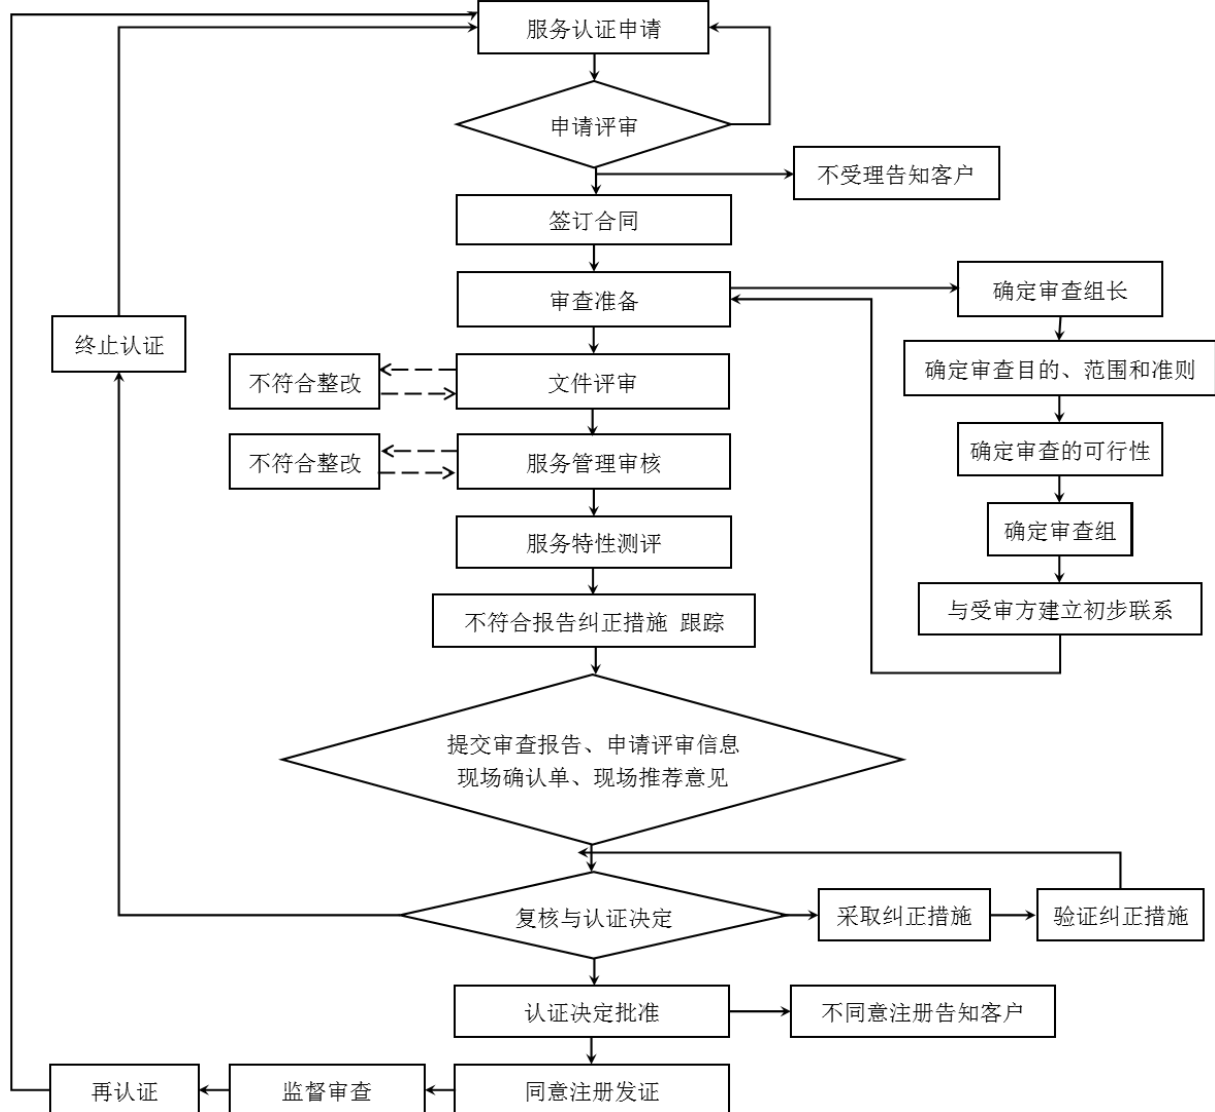 服务认证申请
申请评审
不受理告知客户
签订合同
审查准备
确定审查组长
终止认证
不符合整改
文件评审
确定审查目的、范围和准则
不符合整改
服务管理审核
确定审查的可行性
服务特性测评
确定审查组
不符合报告纠正措施 跟踪
与受审方建立初步联系
提交审查报告、申请评审信息
现场确认单、现场推荐意见
复核与认证决定
采取纠正措施
验证纠正措施
认证决定批准
不同意注册告知客户
再认证
监督审查
同意注册发证